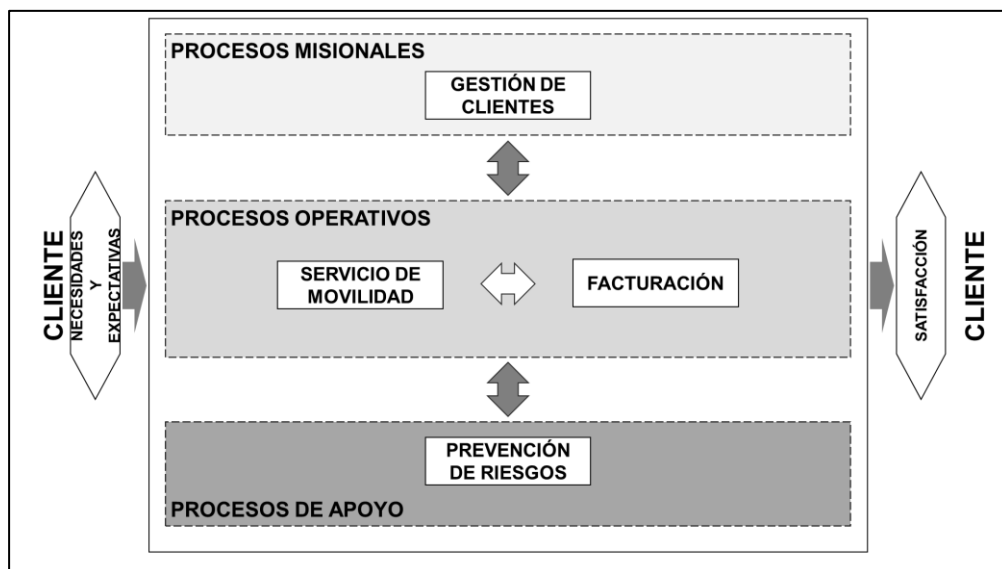 PROCESOS MISIONALES
GESTIÓN DE
CLIENTES
CLIENTE
NECESIDADES
Y
EXPECTATIVAS
PROCESOS OPERATIVOS
SERVICIO DE
MOVILIDAD
FACTURACIÓN
SATISFACCIÓN
CLIENTE
PREVENCIÓN
DE RIESGOS
PROCESOS DE APOYO